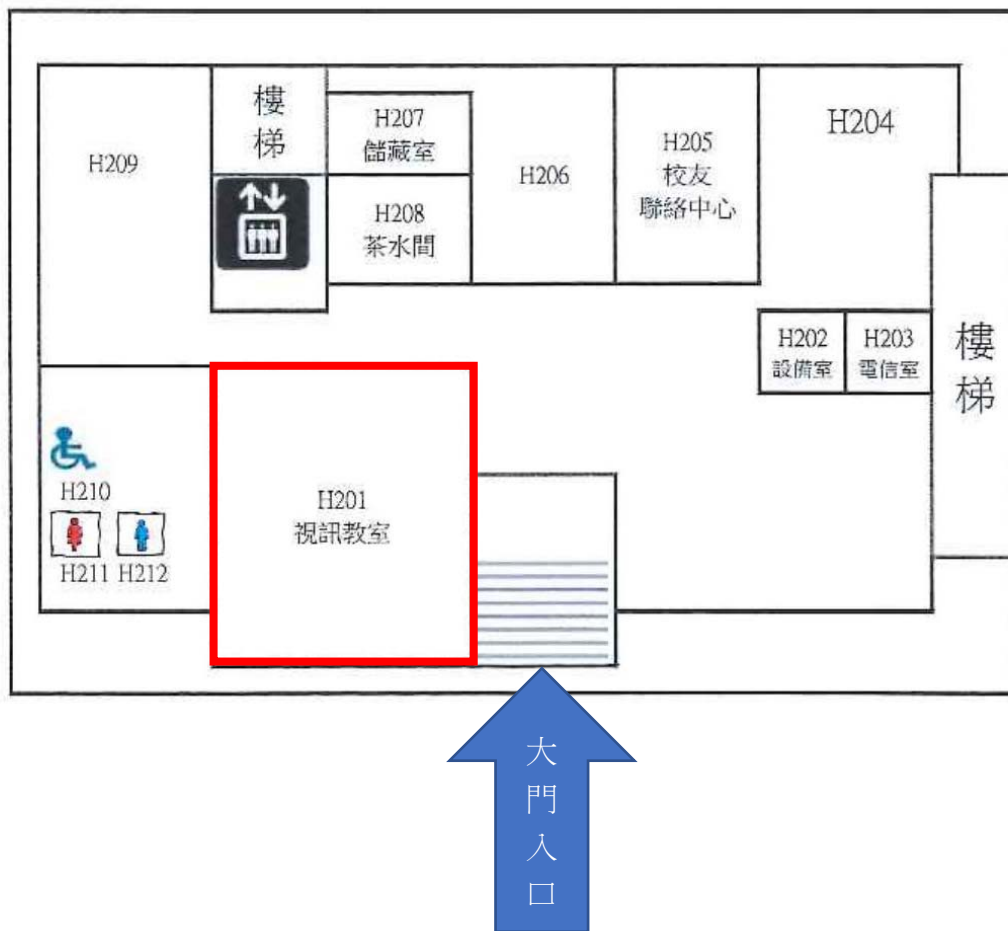 樓梯
H207
儲藏室
H204
H209
H206
H205
校友
聯絡中心
H208
茶水間
H202
設備室
H203
電信室
樓梯
H210
H211 H212
H201
視訊教室
大門入口